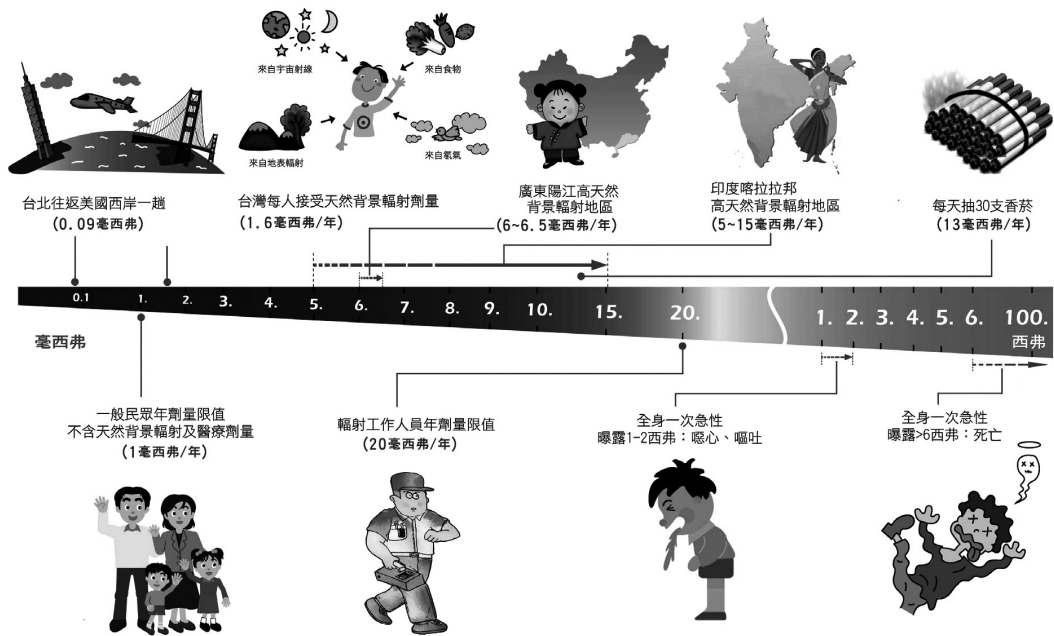 來自宇宙射線
來自食物
來自地表輻射
來自氡氣
台北往返美國西岸一趟
(0.09毫西弗)
台灣每人接受天然背景輻射劑量
(1.6毫西弗/年)
廣東陽江高天然
背景輻射地區
(6~6.5毫西弗/年)
印度喀拉拉邦
高天然背景輻射地區
(5~15毫西弗/年)
每天抽30支香菸
(13毫西弗/年)
0.1 1. 2. 3. 4. 5. 6. 7. 8. 9. 10. 15. 20. 1. 2. 3. 4. 5. 6. 100.
毫西弗
西弗
一般民眾年劑量限值
不含天然背景輻射及醫療劑量
(1毫西弗/年)
輻射工作人員年劑量限值
(20毫西弗/年)
全身一次急性
曝露1-2西弗：噁心、嘔吐
全身一次急性
曝露>6西弗：死亡